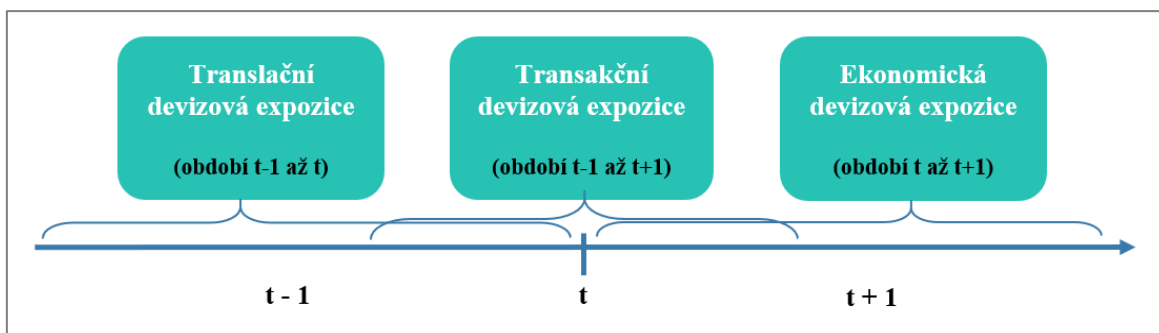 Translační
devizová expozice
(období t-1 až t)
Transakční
devizová expozice
(období t-1 až t+1)
Ekonomická
devizová expozice
(období t až t+1)
t - 1
t
t + 1